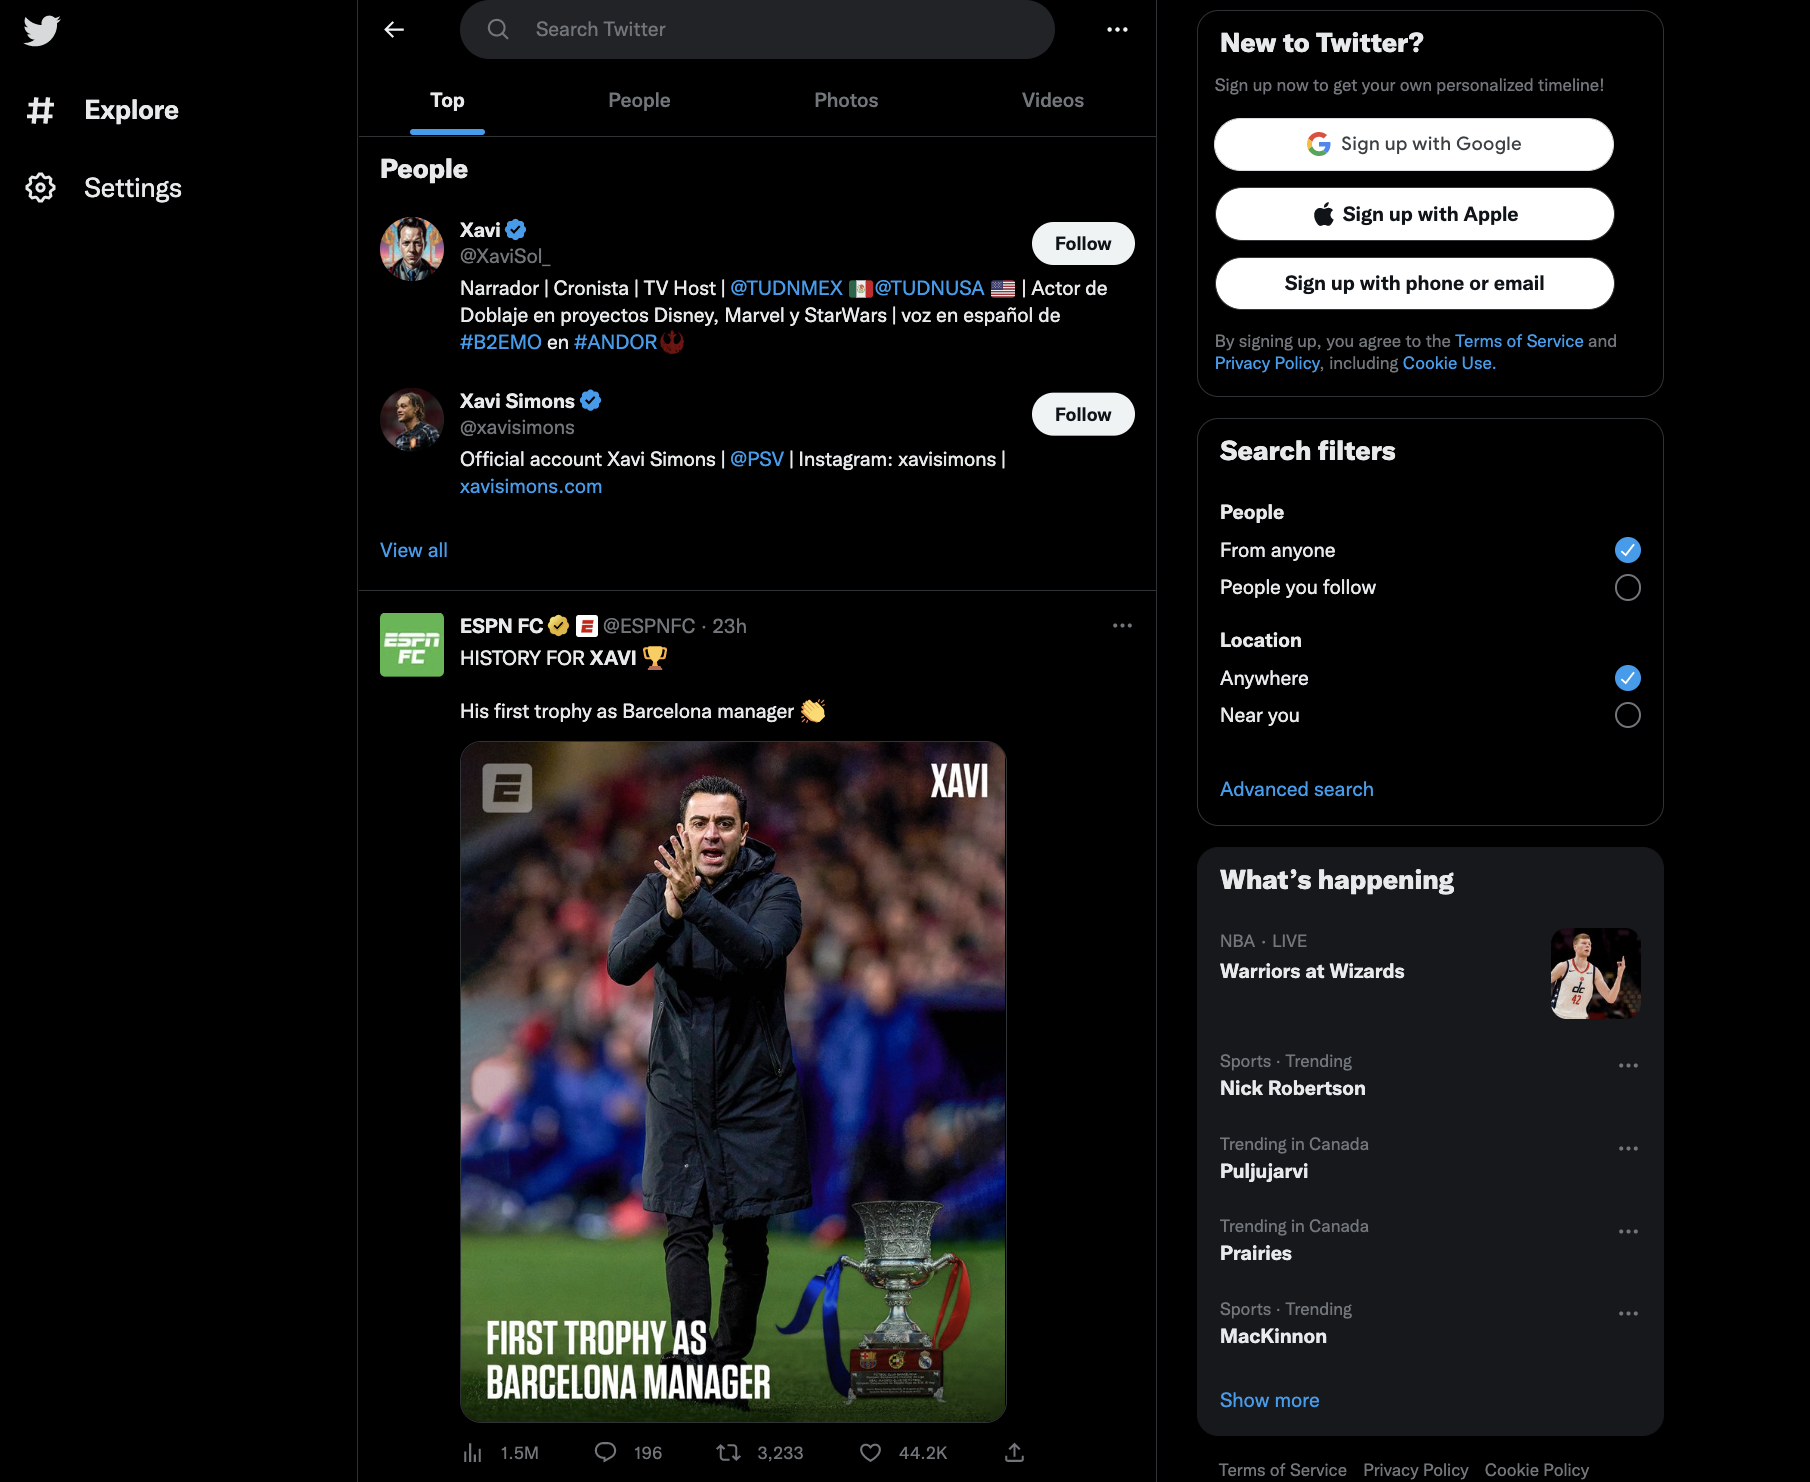 Explore
Settings
Search Twitter
Top
People
Photos
Videos
People
Xavi
@XaviSol_
Follow
Narrador | Cronista | TV Host | @TUDNMEX 🇲🇽@TUDNUSA 🇺🇸 | Actor de
Doblaje en proyectos Disney, Marvel y StarWars | voz en español de
#B2EMO en #ANDOR
Xavi Simons
@xavisimons
Follow
Official account Xavi Simons | @PSV | Instagram: xavisimons |
xavisimons.com
View all
ESPN FC @ESPNFC · 23h
ESPN
FC
HISTORY FOR XAVI 🏆
His first trophy as Barcelona manager 👏
E
XAVI
FIRST TROPHY AS
BARCELONA MANAGER
1.5M
196
3,233
44.2K
New to Twitter?
Sign up now to get your own personalized timeline!
Sign up with Google
Sign up with Apple
Sign up with phone or email
By signing up, you agree to the Terms of Service and
Privacy Policy, including Cookie Use.
Search filters
People
From anyone
People you follow
Location
Anywhere
Near you
Advanced search
What's happening
NBA · LIVE
Warriors at Wizards
dc
42
Sports · Trending
Nick Robertson
Trending in Canada
Puljujarvi
Trending in Canada
Prairies
Sports · Trending
MacKinnon
Show more
Terms of Service Privacy Policy Cookie Policy